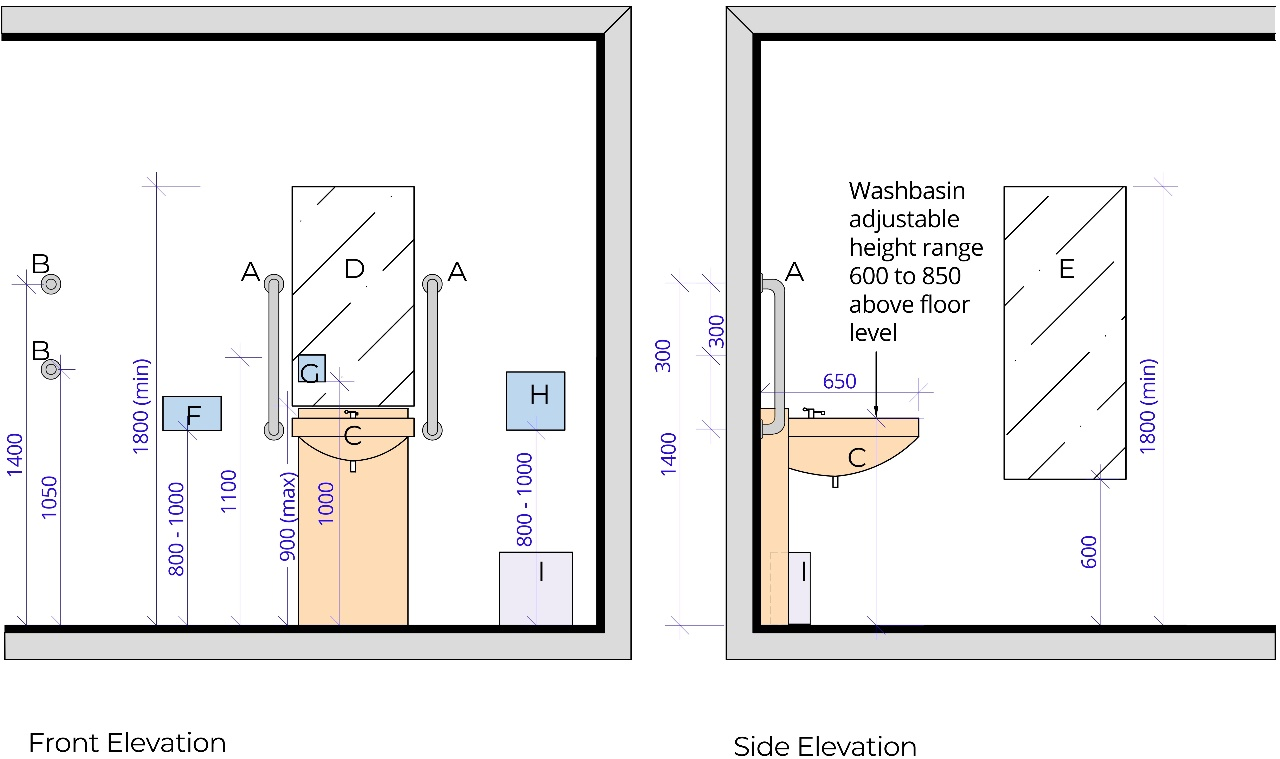 B
B
1400
1050
1800 (min)
F
800 - 1000
1100
A
D
A
G
C
900 (max)
1000
H
800 - 1000
I
Front Elevation
A
300
300
1400
650
Washbasin
adjustable
height range
600 to 850
above floor
level
C
I
E
600
1800 (min)
Side Elevation